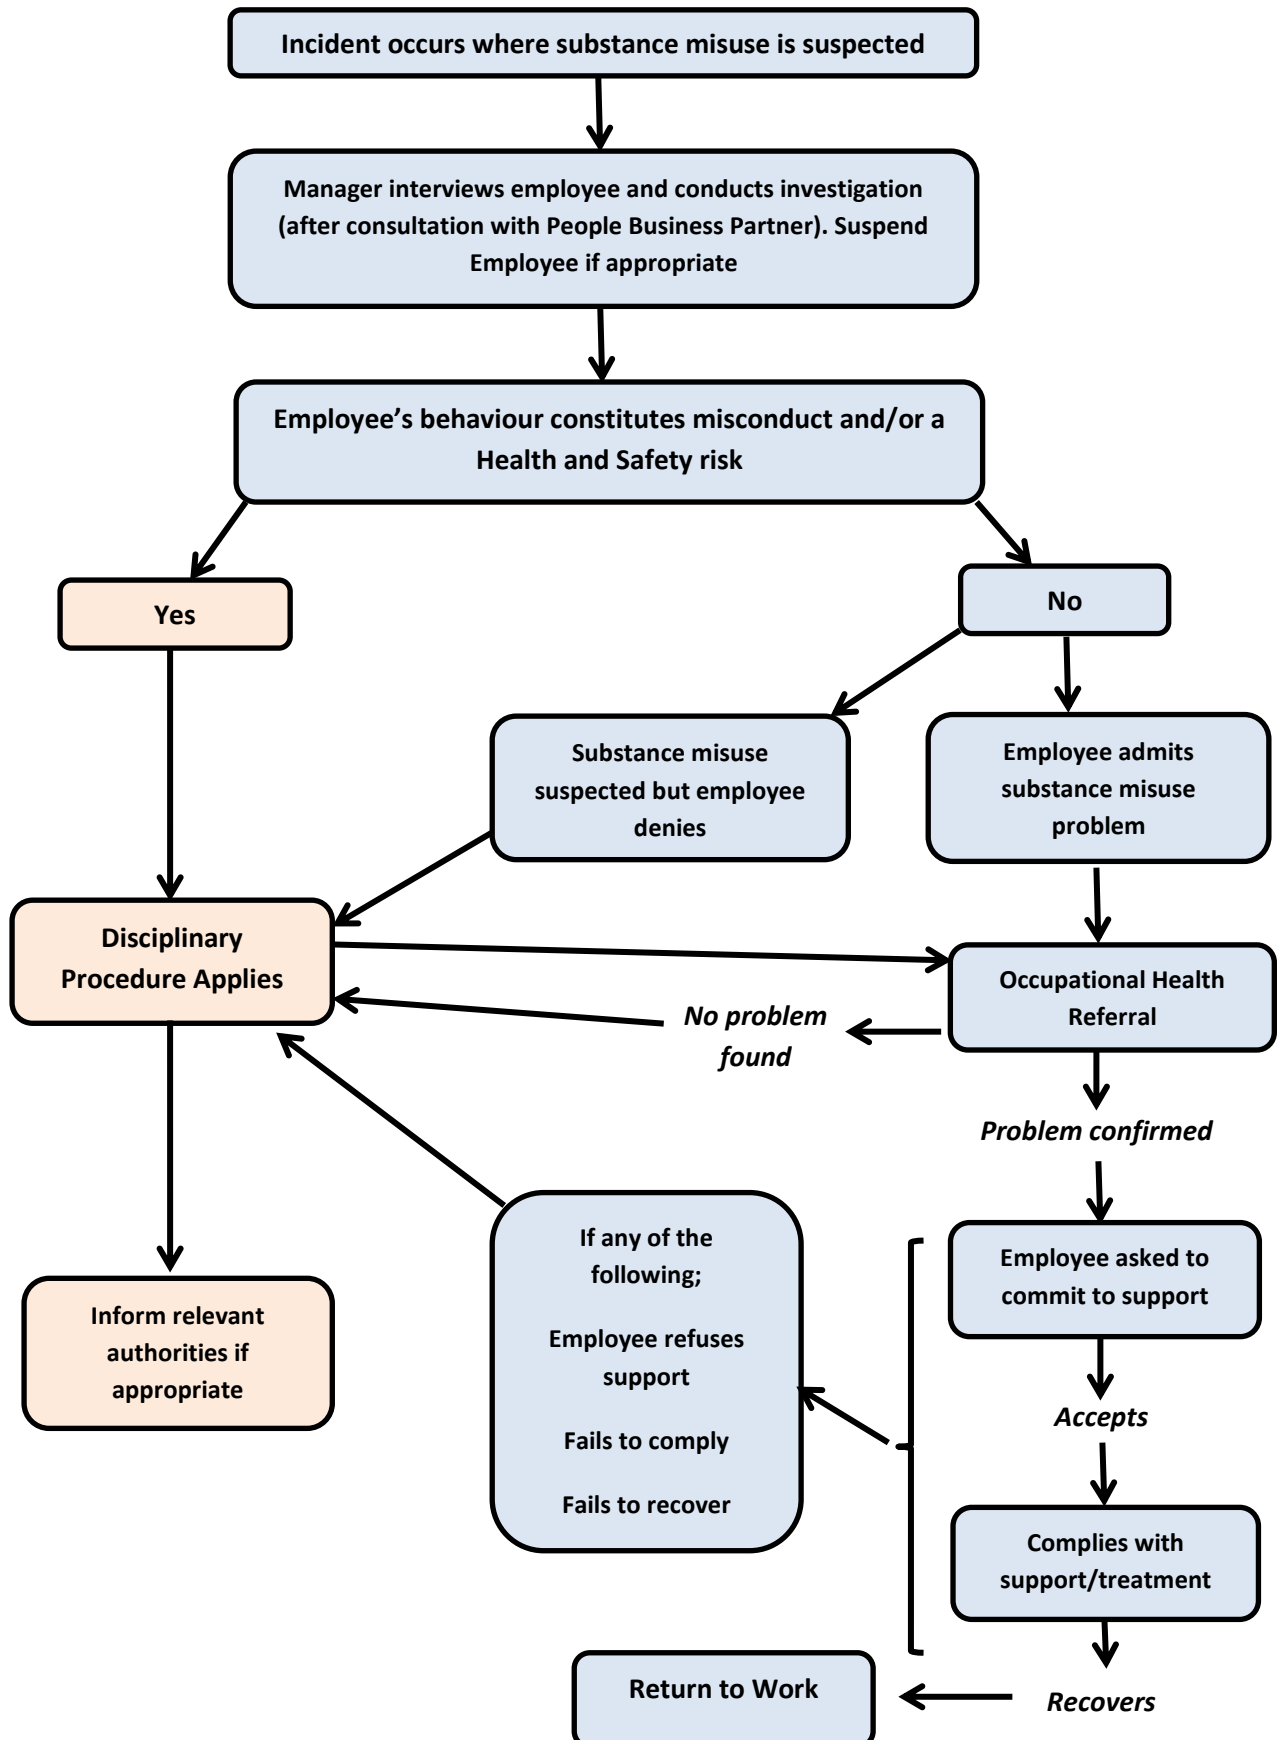 Incident occurs where substance misuse is suspected
Manager interviews employee and conducts investigation
(after consultation with People Business Partner). Suspend
Employee if appropriate
Employee’s behaviour constitutes misconduct and/or a
Health and Safety risk
Yes
No
Substance misuse
suspected but employee
denies
Employee admits
substance misuse
problem
Disciplinary
Procedure Applies
Occupational Health
Referral
No problem
found
Problem confirmed
If any of the
following;
Employee refuses
support
Fails to comply
Fails to recover
Employee asked to
commit to support
Inform relevant
authorities if
appropriate
Accepts
Complies with
support/treatment
Return to Work
Recovers